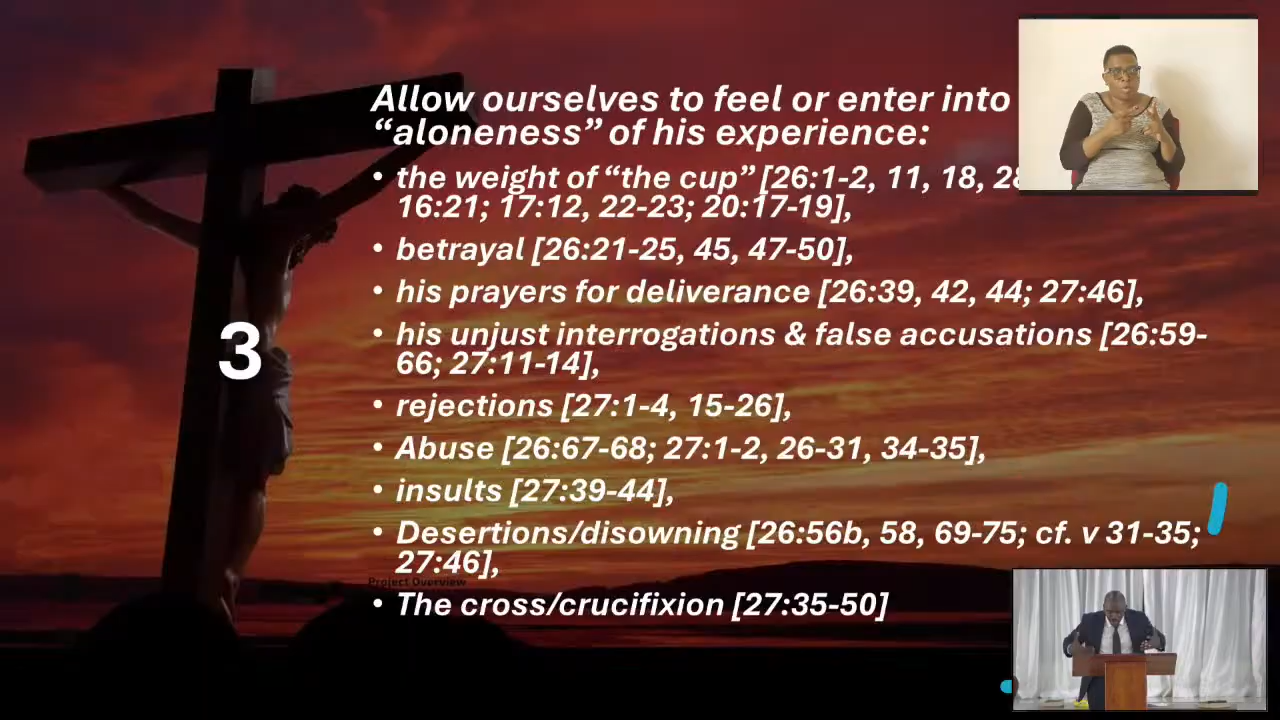 Allow ourselves to feel or enter into
“aloneness” of his experience:
• the weight of “the cup” [26:1-2, 11, 18,
16:21; 17:12, 22-23; 20:17-19],
• betrayal [26:21-25, 45, 47-50],
• his prayers for deliverance [26:39, 42, 44; 27:46],
• his unjust interrogations & false accusations [26:59-
66; 27:11-14],
3
• rejections [27:1-4, 15-26],
• Abuse [26:67-68; 27:1-2, 26-31, 34-35],
• insults [27:39-44],
• Desertions/disowning [26:56b, 58, 69-75; cf. v 31-35;
27:46],
Project Overview
• The cross/crucifixion [27:35-50]